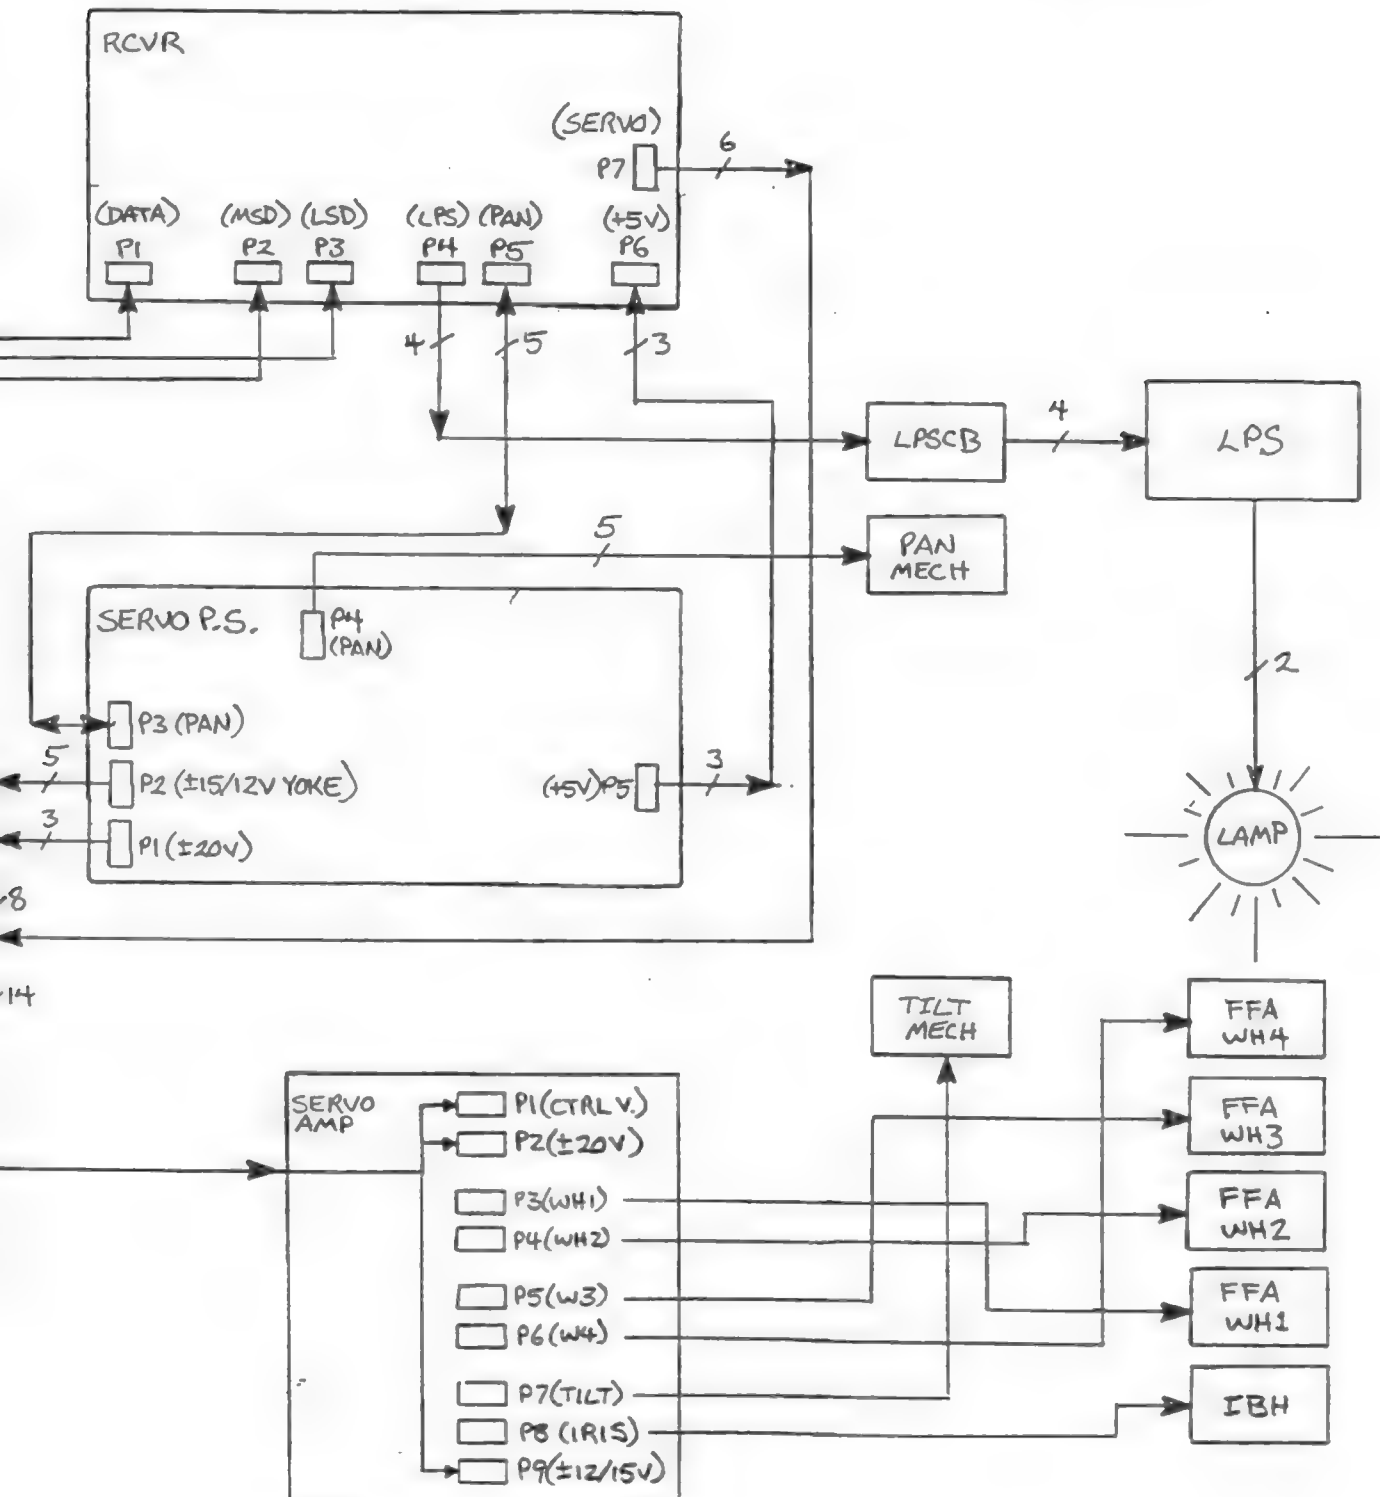 RCVR
(SERVO)
P7
6
(DATA)
P1
(MSD)
P2
(LSD)
P3
(LPS)
P4
(PAN)
P5
(+5V)
P6
4
5
3
LPSCB
4
LPS
PAN
MECH
5
SERVO P.S.
P4
(PAN)
P3 (PAN)
5
P2 (±15/12V YOKE)
3
P1 (±20V)
(+5V) P5
3
2
LAMP
8
14
TILT
MECH
FFA
WH4
FFA
WH3
FFA
WH2
FFA
WH1
IBH
SERVO
AMP
P1 (CTRL V.)
P2 (±20V)
P3 (WH1)
P4 (WH2)
P5 (W3)
P6 (W4)
P7 (TILT)
P8 (IRIS)
P9 (±12/15V)